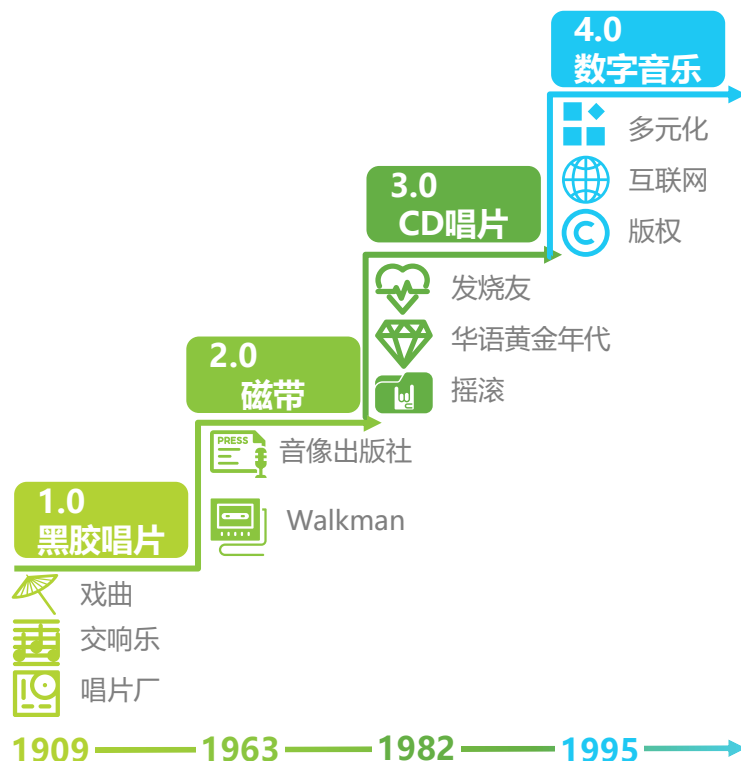 4.0
数字音乐
多元化
互联网
版权
3.0
CD唱片
发烧友
华语黄金年代
摇滚
2.0
磁带
PRESS
音像出版社
Walkman
1.0
黑胶唱片
戏曲
交响乐
唱片厂
1909
1963
1982
1995